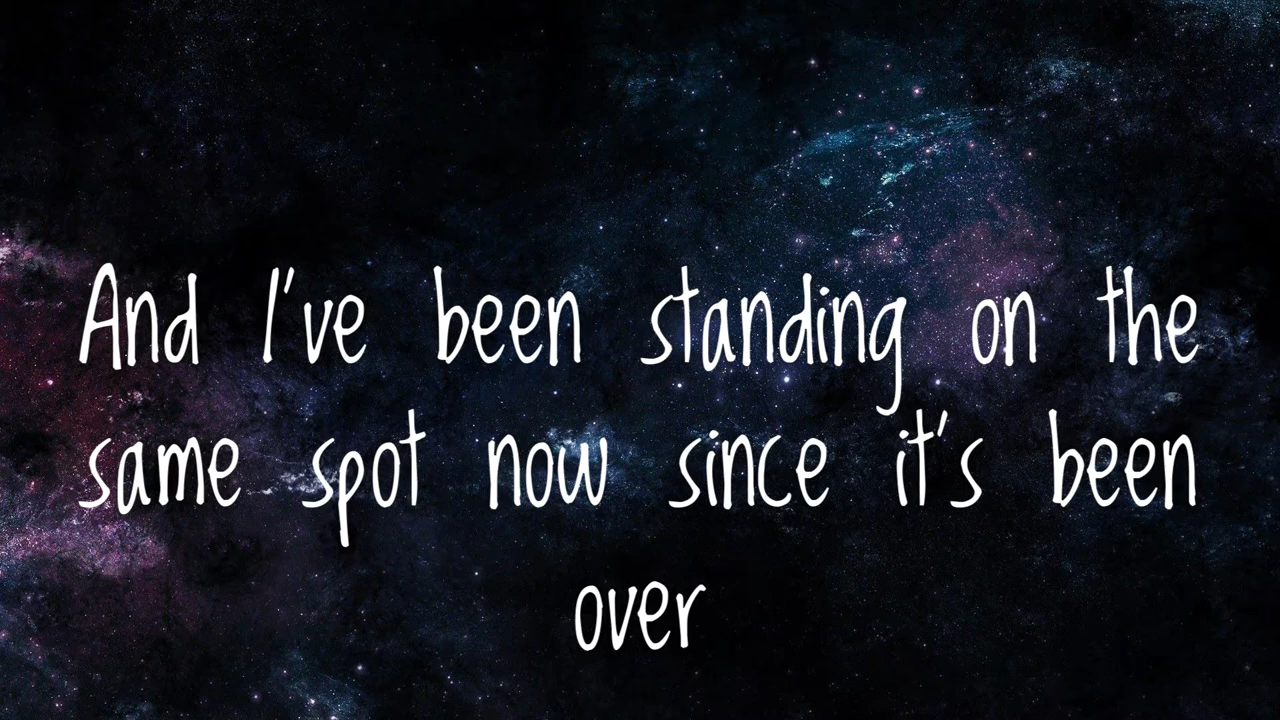 And I've been standing on the
same spot now since it's been
over